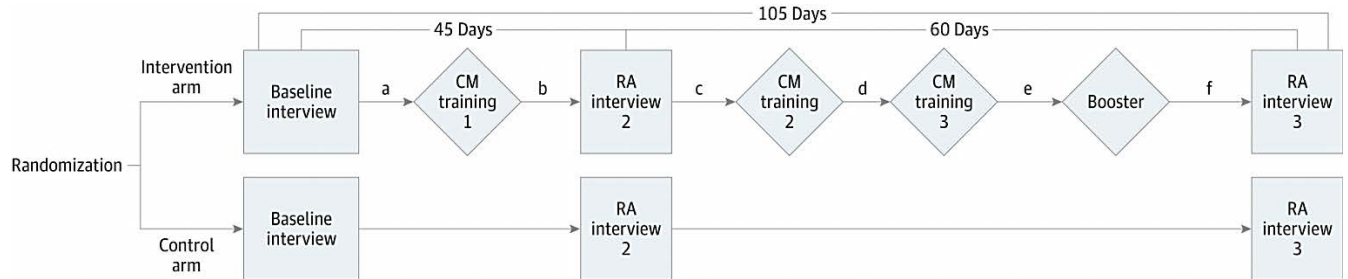 105 Days
45 Days
60 Days
Intervention
arm
Baseline
interview
a
CM
training
1
b
RA
interview
2
c
CM
training
2
d
CM
training
3
e
Booster
f
RA
interview
3
Randomization
Control
arm
Baseline
interview
RA
interview
2
RA
interview
3